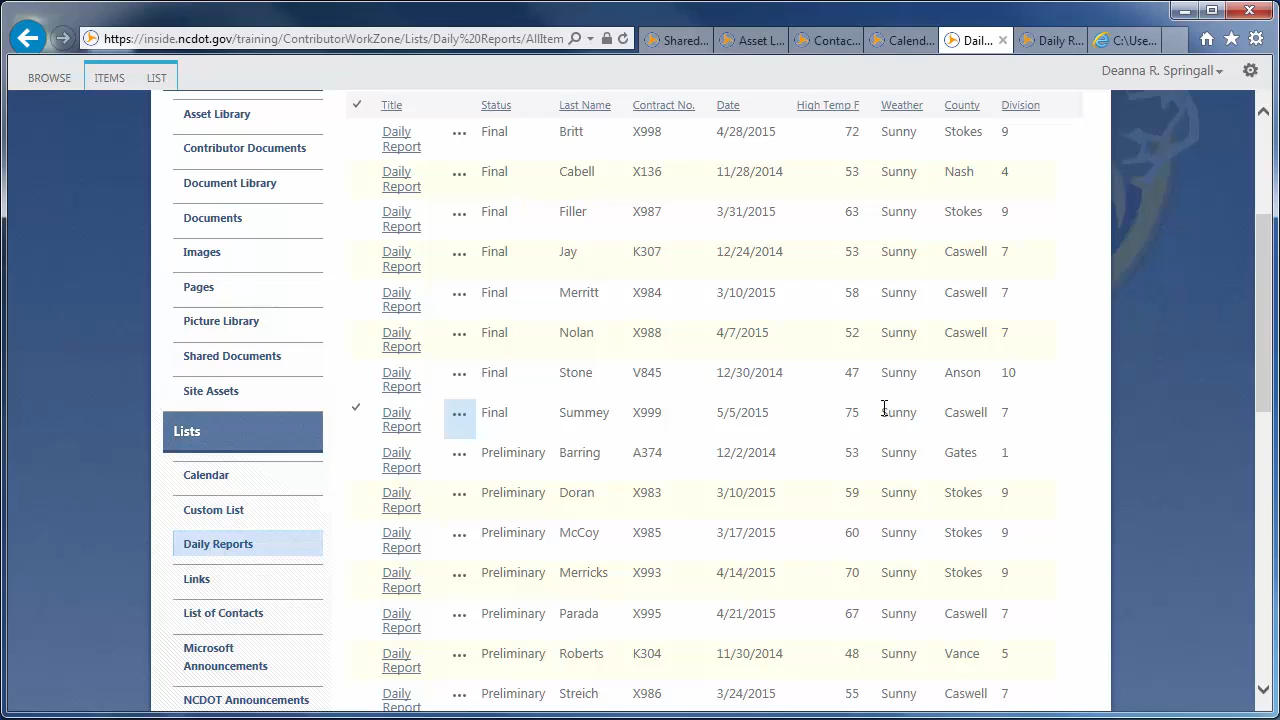 https://inside.ncdot.gov/training/ContributorWorkZone/Lists/Daily%20Reports/AllItem
Shared... Asset L... Contac... Calend... Dail... Daily R... C:\Use...
BROWSE ITEMS LIST Deanna R. Springall
Asset Library
Contributor Documents
Document Library
Documents
Images
Pages
Picture Library
Shared Documents
Site Assets
Lists
Calendar
Custom List
Daily Reports
Links
List of Contacts
Microsoft
Announcements
NCDOT Announcements
Title Status Last Name Contract No. Date High Temp F Weather County Division
Daily ... Final Britt X998 4/28/2015 72 Sunny Stokes 9
Report
Daily ... Final Cabell X136 11/28/2014 53 Sunny Nash 4
Report
Daily ... Final Filler X987 3/31/2015 63 Sunny Stokes 9
Report
Daily ... Final Jay K307 12/24/2014 53 Sunny Caswell 7
Report
Daily ... Final Merritt X984 3/10/2015 58 Sunny Caswell 7
Report
Daily ... Final Nolan X988 4/7/2015 52 Sunny Caswell 7
Report
Daily ... Final Stone V845 12/30/2014 47 Sunny Anson 10
Report
Daily ... Final Summey X999 5/5/2015 75 Sunny Caswell 7
Report
Daily ... Preliminary Barring A374 12/2/2014 53 Sunny Gates 1
Report
Daily ... Preliminary Doran X983 3/10/2015 59 Sunny Stokes 9
Report
Daily ... Preliminary McCoy X985 3/17/2015 60 Sunny Stokes 9
Report
Daily ... Preliminary Merricks X993 4/14/2015 70 Sunny Stokes 9
Report
Daily ... Preliminary Parada X995 4/21/2015 67 Sunny Caswell 7
Report
Daily ... Preliminary Roberts K304 11/30/2014 48 Sunny Vance 5
Report
Daily ... Preliminary Streich X986 3/24/2015 55 Sunny Caswell 7
Report